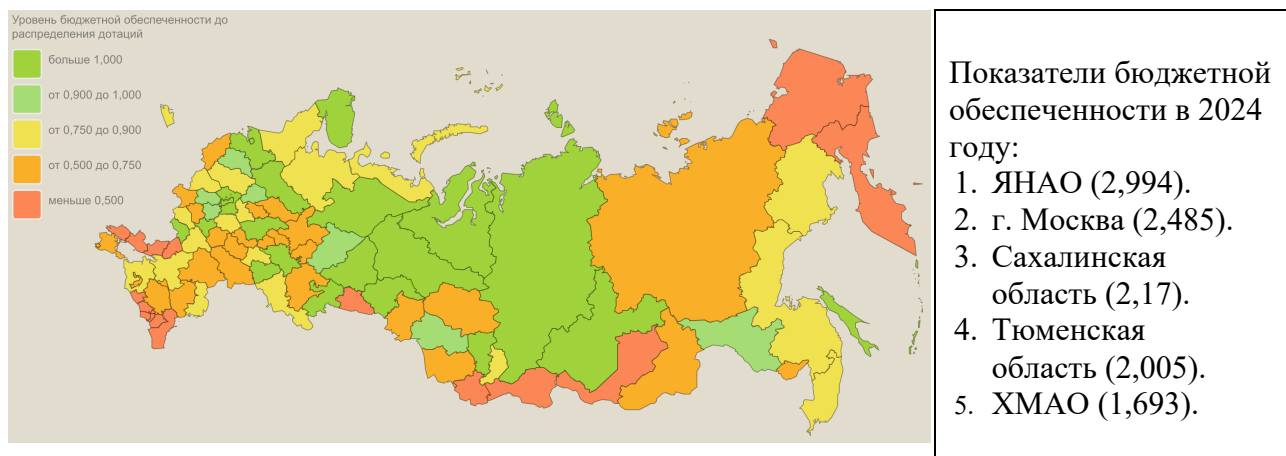 Уровень бюджетной обеспеченности до
распределения дотаций
больше 1,000
от 0,900 до 1,000
от 0,750 до 0,900
от 0,500 до 0,750
меньше 0,500
Показатели бюджетной
обеспеченности в 2024
году:
1. ЯНАО (2,994).
2. г. Москва (2,485).
3. Сахалинская
область (2,17).
4. Тюменская
область (2,005).
5. ХМАО (1,693).